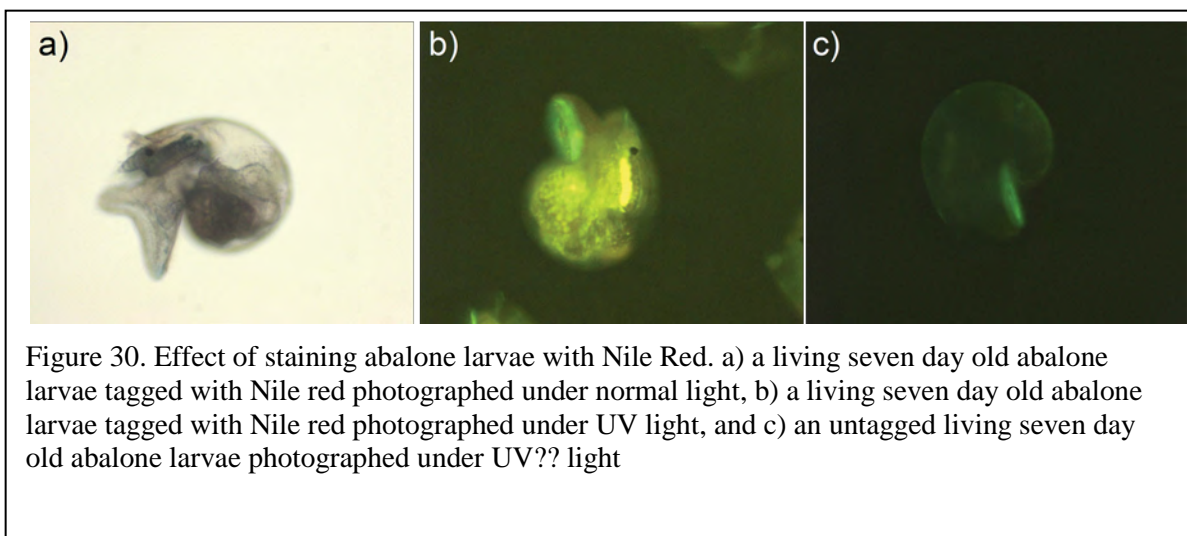 a)
b)
c)
Figure 30. Effect of staining abalone larvae with Nile Red. a) a living seven day old abalone
larvae tagged with Nile red photographed under normal light, b) a living seven day old abalone
larvae tagged with Nile red photographed under UV light, and c) an untagged living seven day
old abalone larvae photographed under UV?? light